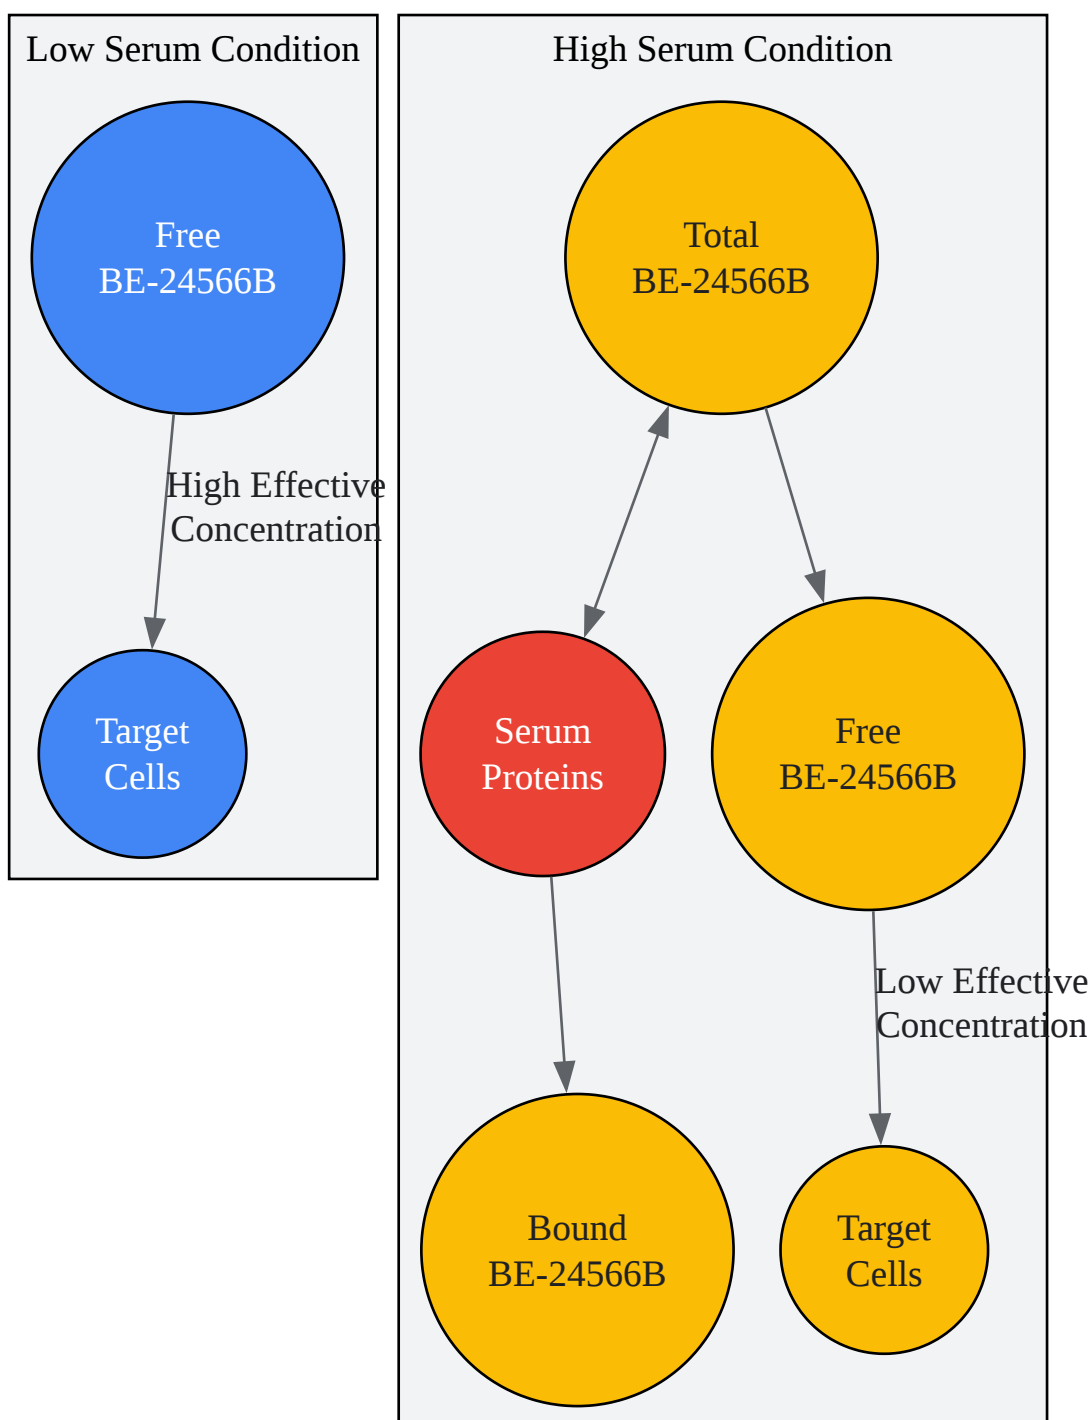 Low Serum Condition
Free
BE-24566B
High Effective
Concentration
Target
Cells
High Serum Condition
Total
BE-24566B
Serum
Proteins
Free
BE-24566B
Low Effective
Concentration
Bound
BE-24566B
Target
Cells